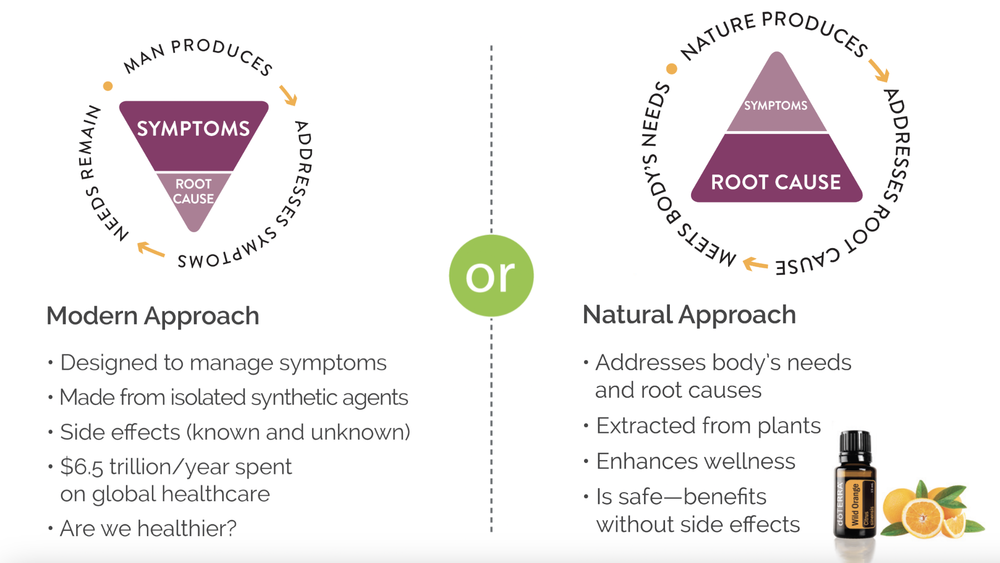 MAN PRODUCES
ADDRESSES SYMPTOMS
NEEDS REMAIN
SYMPTOMS
ROOT
CAUSE
Modern Approach
• Designed to manage symptoms
• Made from isolated synthetic agents
• Side effects (known and unknown)
• $6.5 trillion/year spent
on global healthcare
• Are we healthier?
or
NATURE PRODUCES
ADDRESSES ROOT CAUSE
MEETS BODY'S NEEDS
SYMPTOMS
ROOT CAUSE
Natural Approach
• Addresses body's needs
and root causes
• Extracted from plants
• Enhances wellness
• Is safe—benefits
without side effects
dōTERRA
Wild Orange
Citrus
sinensis
15 mL